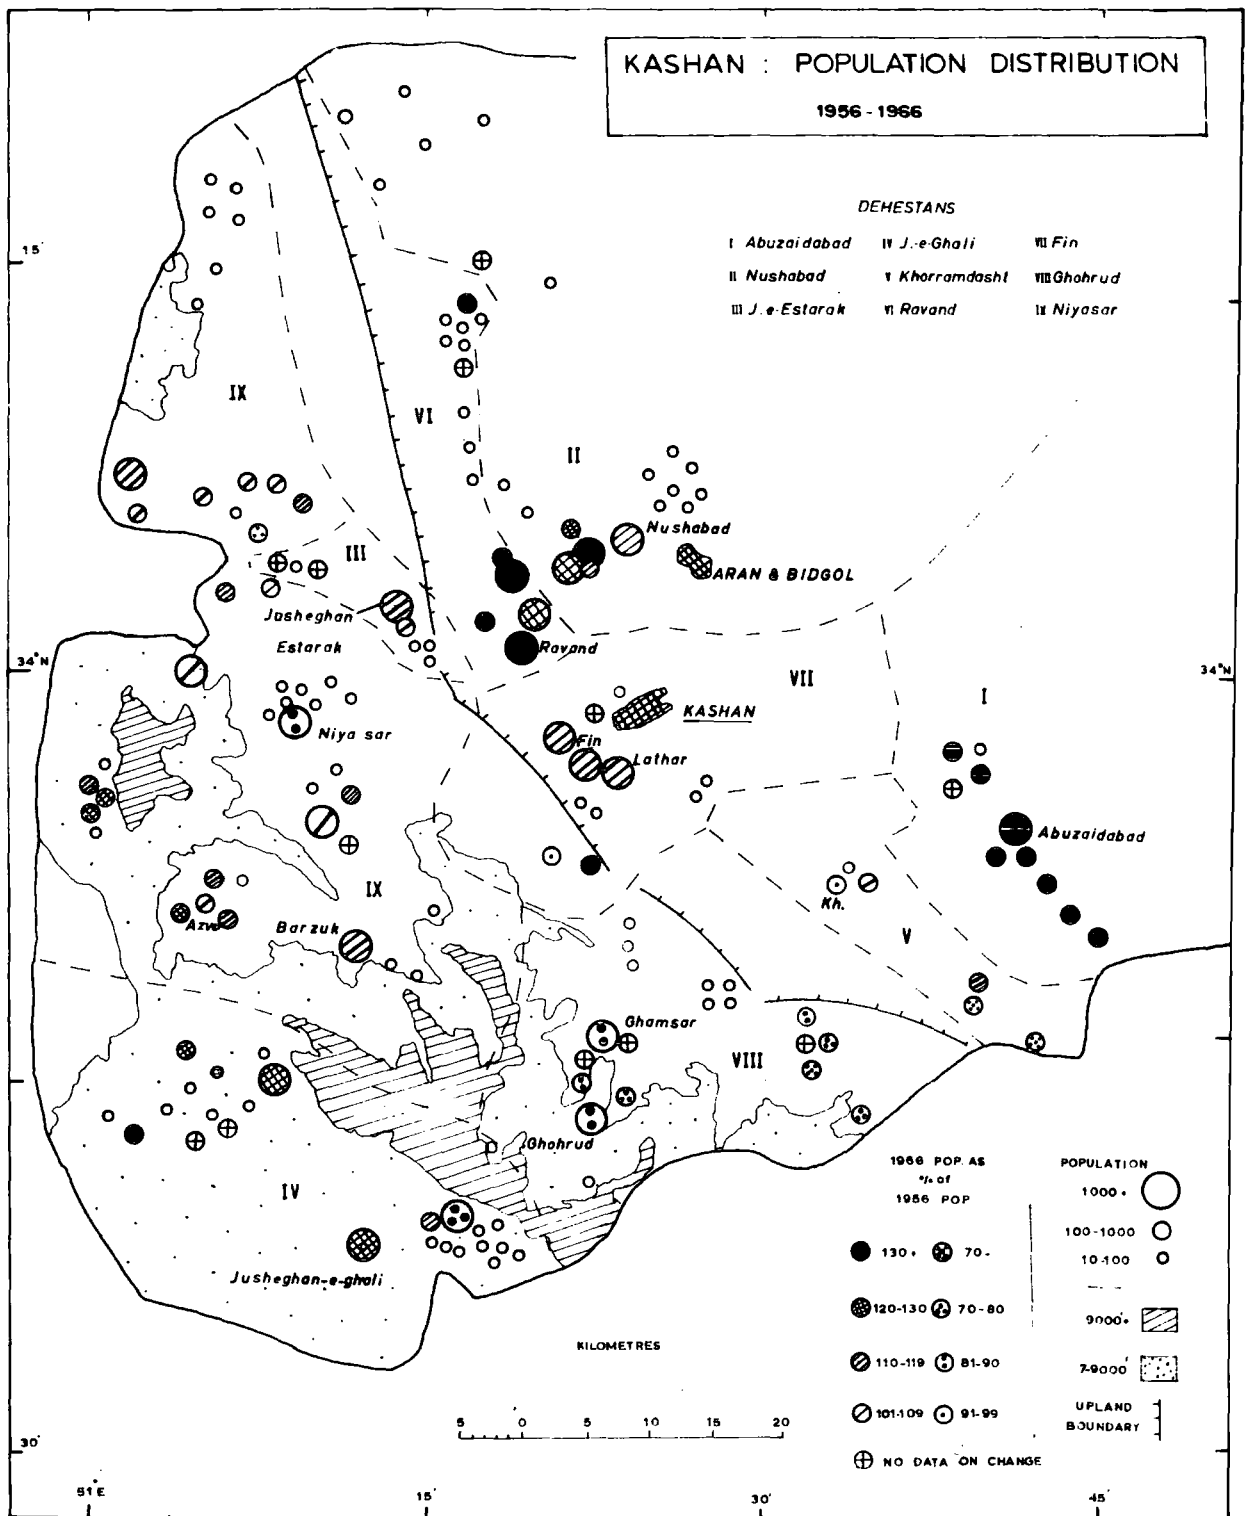 KASHAN : POPULATION DISTRIBUTION
1956-1966
DEHESTANS
I Abuzaidabad IV J.-e-Ghali VII Fin
II Nushabad V Khorramdasht VIII Ghohrud
III J.e-Estarak VI Ravand IX Niyasar
15'
IX
VI
II
Nushabad
III
ARAN & BIDGOL
Jusheghan
Estarak
Ravand
34°N
34°N
VII
I
KASHAN
Niyasar
Fin
Lathar
Abuzaidabad
IX
Kh.
Barzuk
V
Ghamsar
VIII
Ghohrud
IV
Jusheghan-e-ghali
1966 POP. AS
% of
1956 POP
130+ 70-
120-130 70-80
110-119 81-90
101-109 91-99
NO DATA ON CHANGE
POPULATION
1000+
100-1000
10-100
9000'+
7-9000'
UPLAND
BOUNDARY
KILOMETRES
5 0 5 10 15 20
30'
51°E
15'
30'
45'